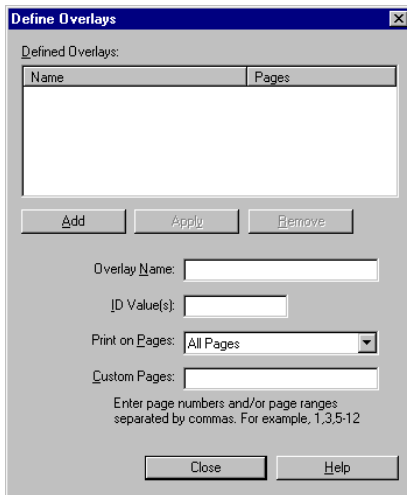 Define Overlays
Defined Overlays:
Name Pages
Add Apply Remove
Overlay Name:
ID Value(s):
Print on Pages: All Pages
Custom Pages:
Enter page numbers and/or page ranges
separated by commas. For example, 1,3,5-12
Close Help